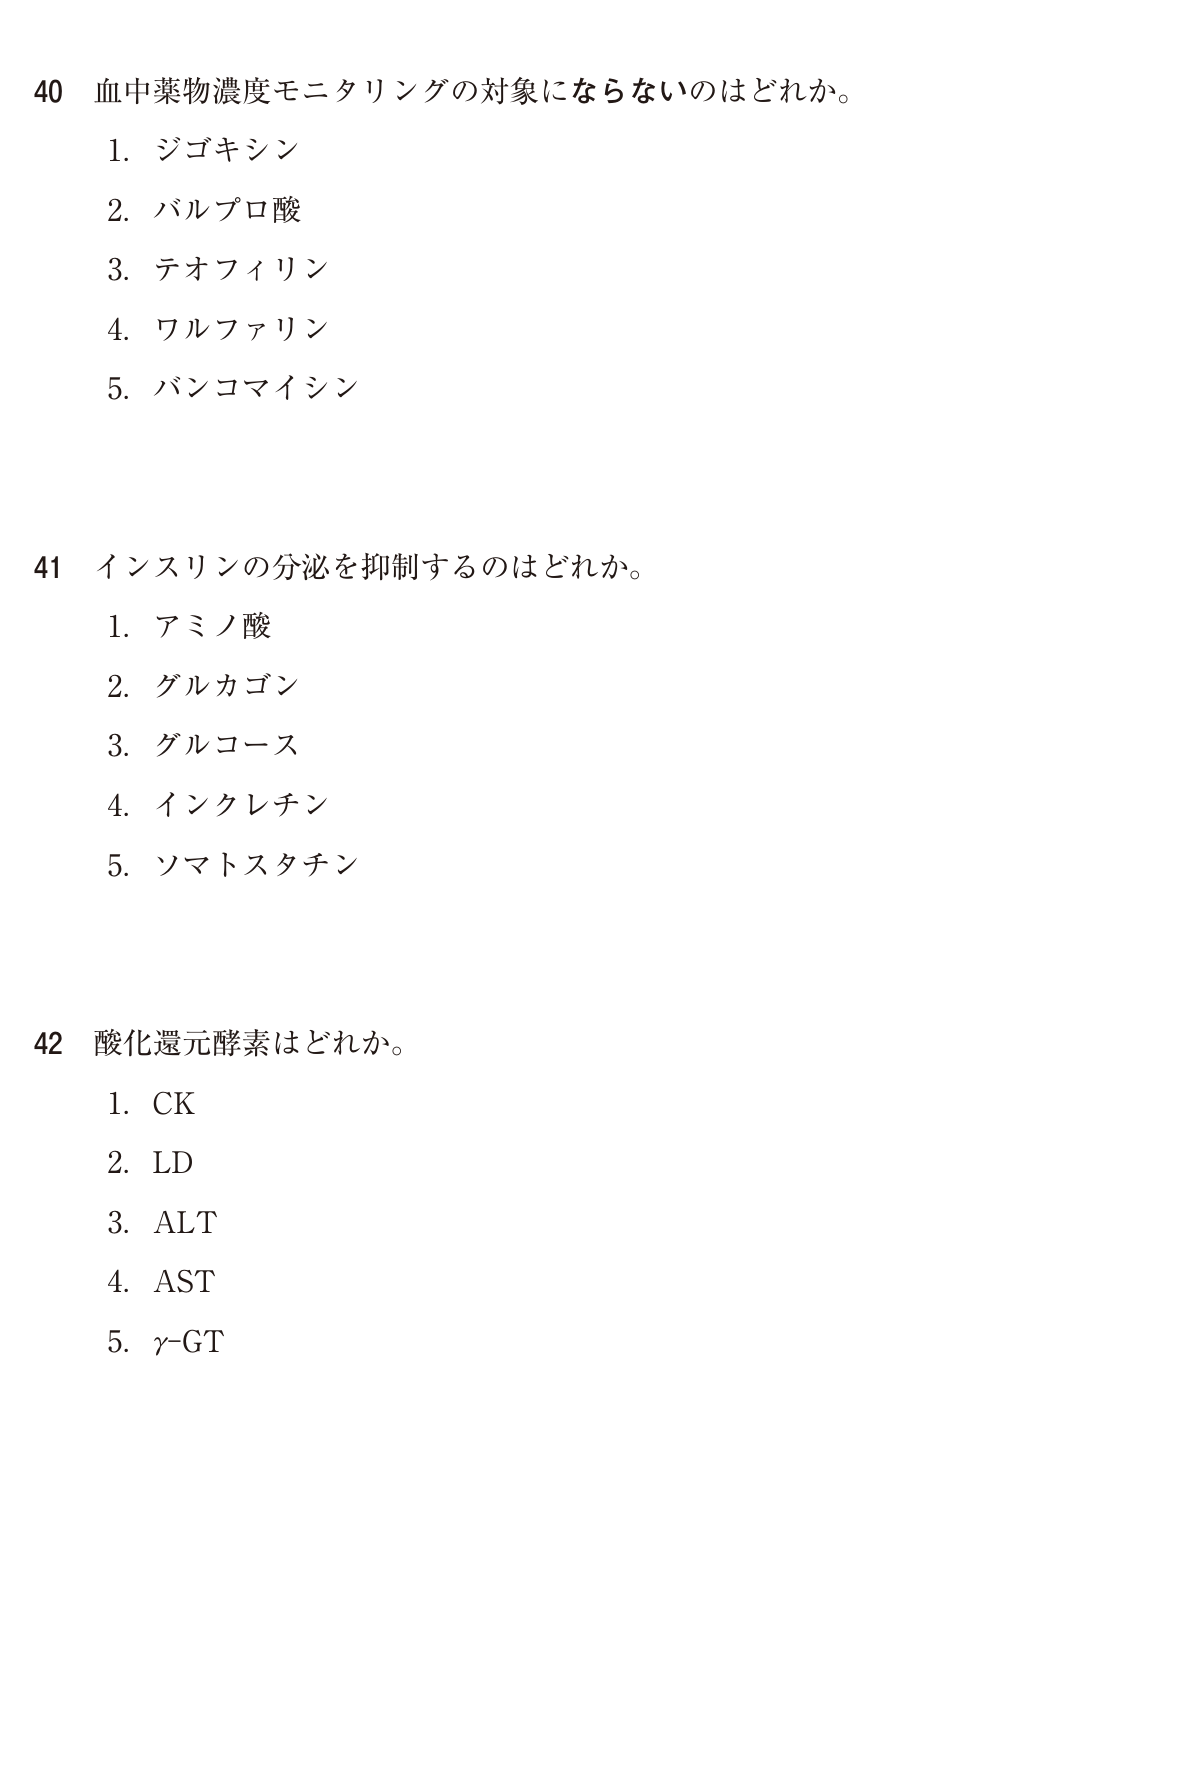 40 血中薬物濃度モニタリングの対象にならないのはどれか。
1. ジゴキシン
2. バルプロ酸
3. テオフィリン
4. ワルファリン
5. バンコマイシン
41 インスリンの分泌を抑制するのはどれか。
1. アミノ酸
2. グルカゴン
3. グルコース
4. インクレチン
5. ソマトスタチン
42 酸化還元酵素はどれか。
1. CK
2. LD
3. ALT
4. AST
5. γ-GT